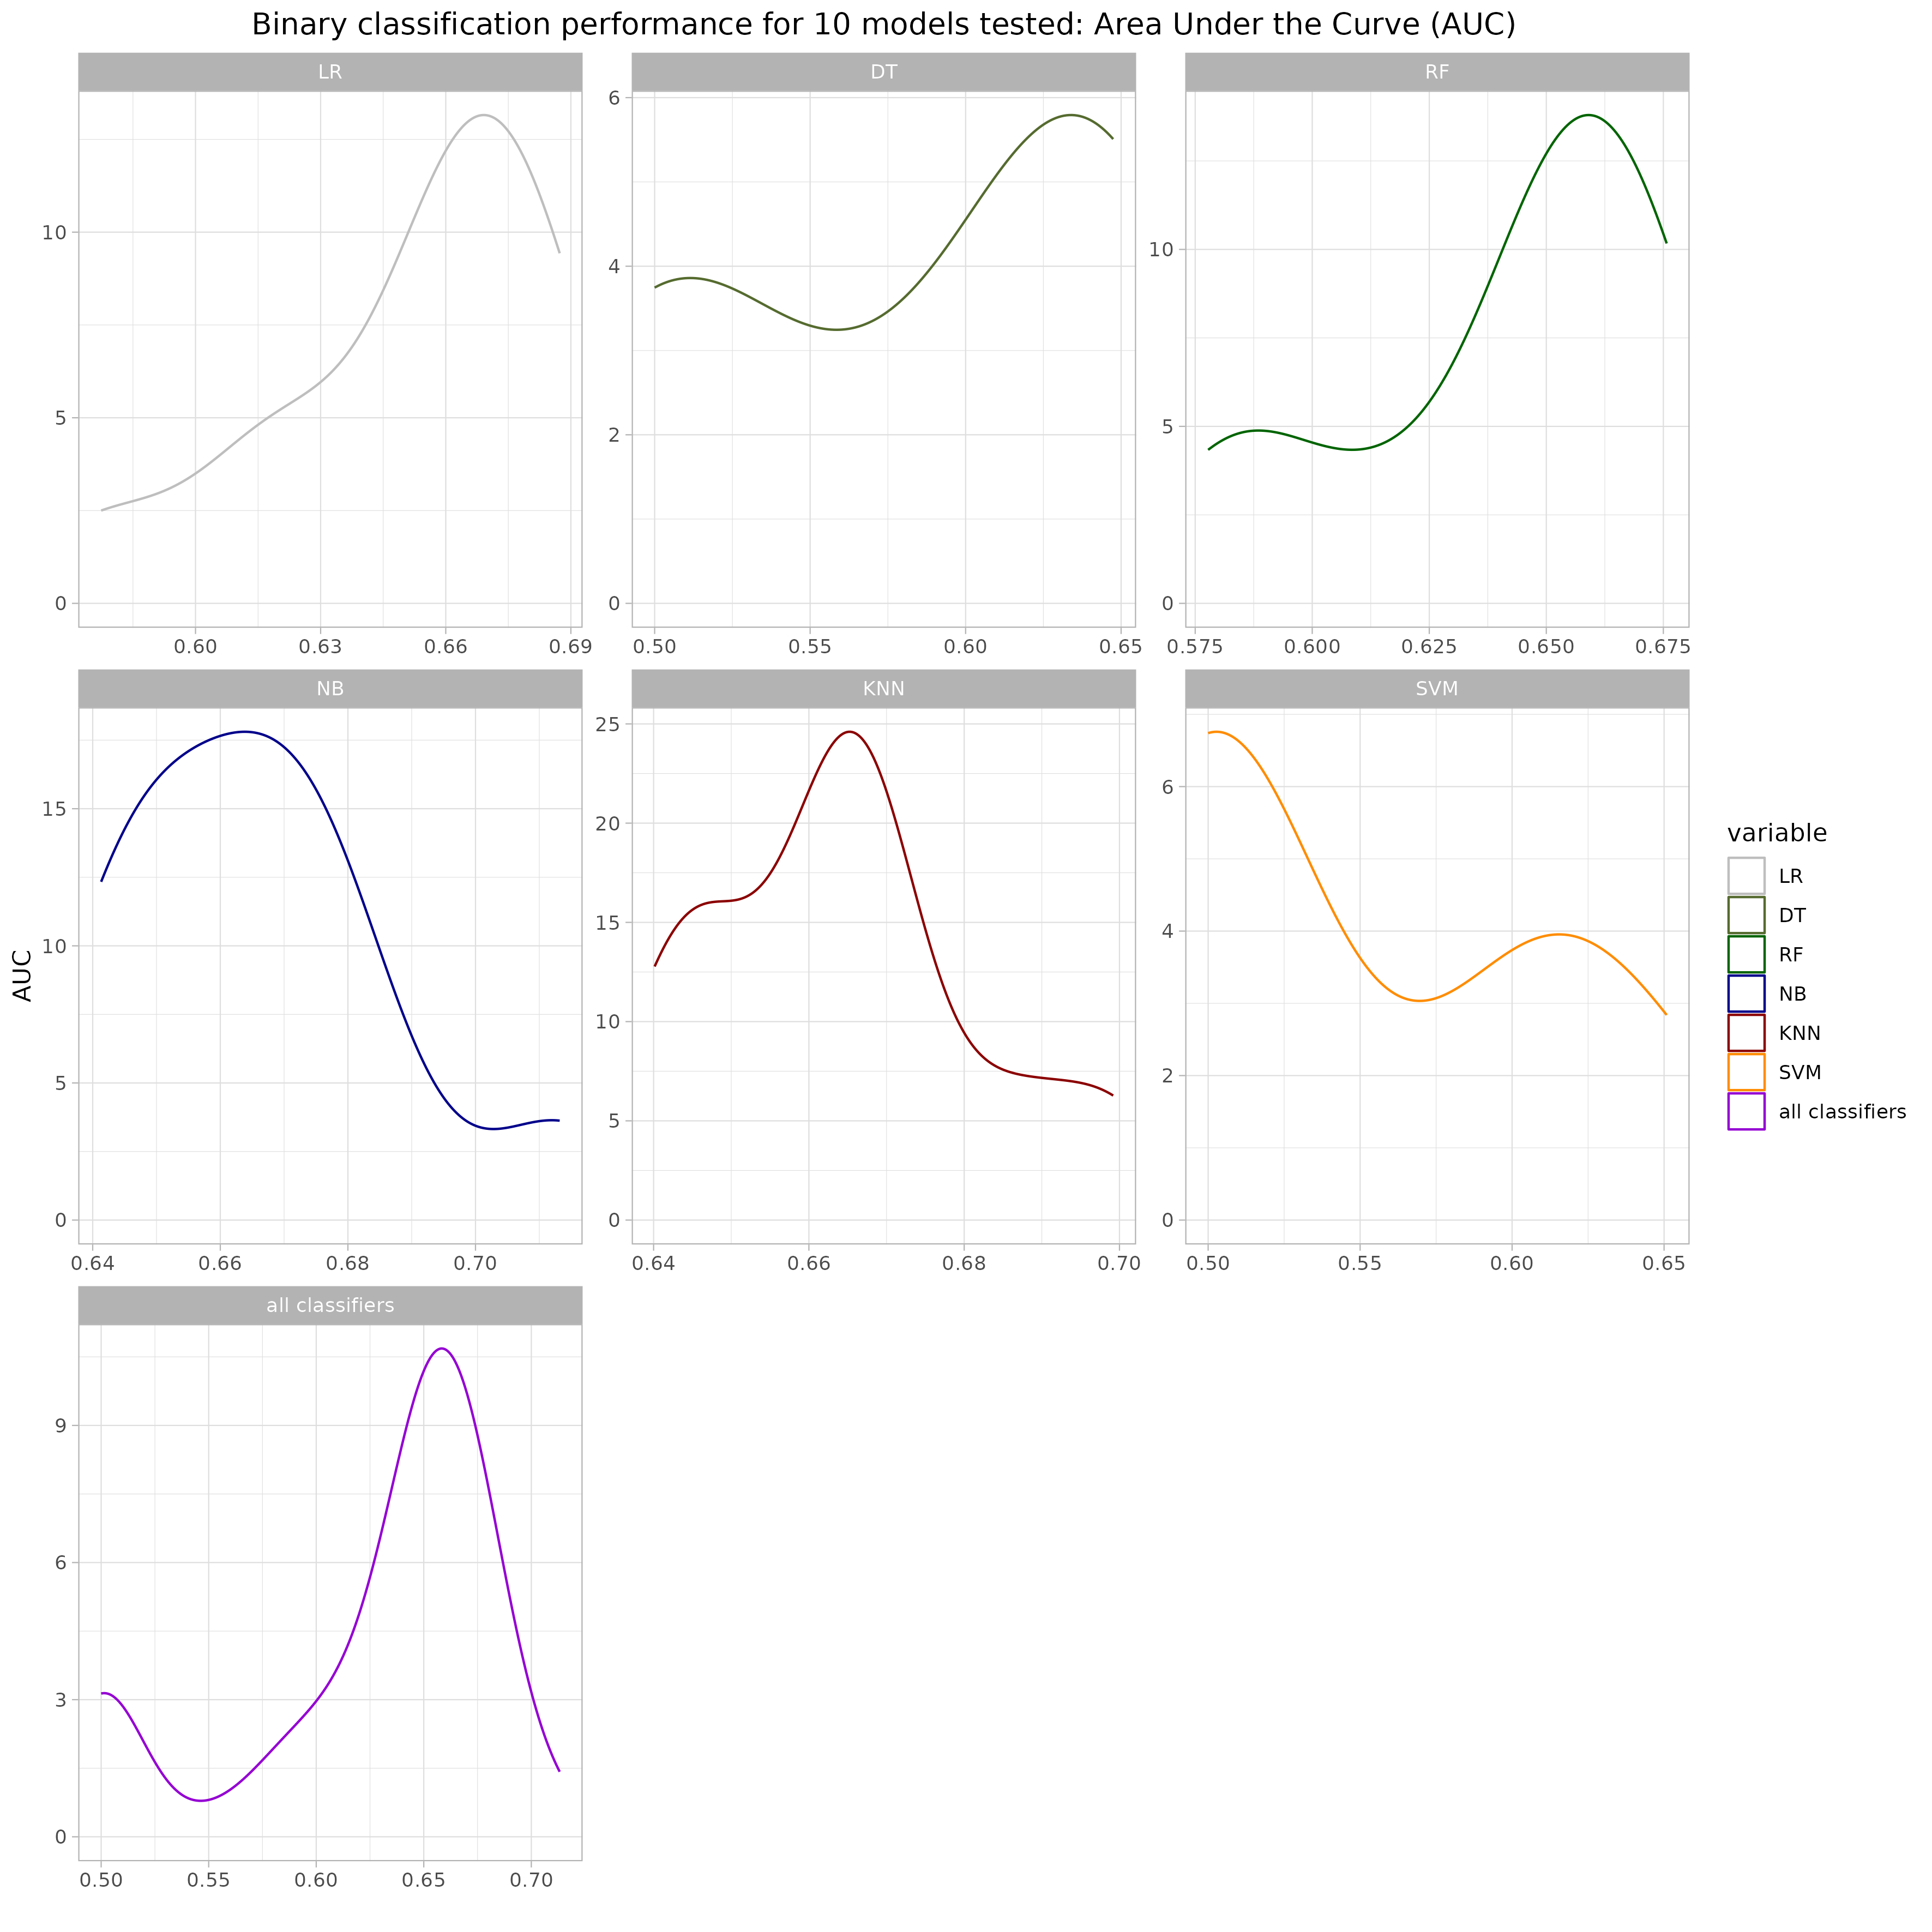 Binary classification performance for 10 models tested: Area Under the Curve (AUC)
LR
DT
RF
10
5
0
0.60 0.63 0.66 0.69
6
4
2
0
0.50 0.55 0.60 0.65
10
5
0
0.575 0.600 0.625 0.650 0.675
NB
KNN
SVM
15
10
5
0
0.64 0.66 0.68 0.70
25
20
15
10
5
0
0.64 0.66 0.68 0.70
6
4
2
0
0.50 0.55 0.60 0.65
AUC
all classifiers
9
6
3
0
0.50 0.55 0.60 0.65 0.70
variable
LR
DT
RF
NB
KNN
SVM
all classifiers